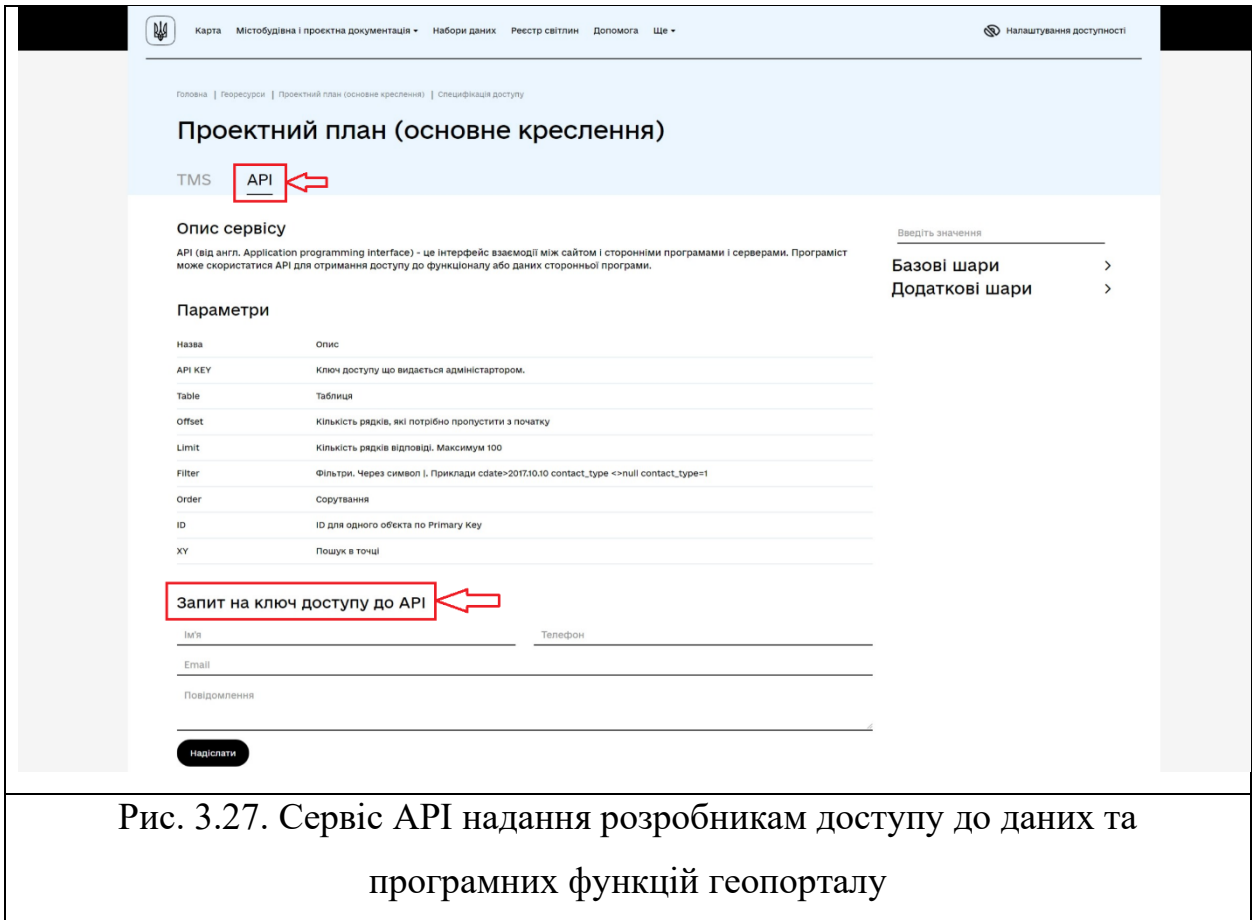 Карта Містобудівна і проєктна документація Набори даних Реєстр світлин Допомога Ще Налаштування доступності
Головна | Георесурси | Проектний план (основне креслення) | Специфікація доступу
Проектний план (основне креслення)
TMS API
Опис сервісу
API (від англ. Application programming interface) - це інтерфейс взаємодії між сайтом і сторонніми програмами і серверами. Програміст
може скористатися API для отримання доступу до функціоналу або даних сторонньої програми.
Введіть значення
Базові шари
Додаткові шари
Параметри
Назва Опис
API KEY Ключ доступу що видається адміністартором.
Table Таблиця
Offset Кількість рядків, які потрібно пропустити з початку
Limit Кількість рядків відповіді. Максимум 100
Filter Фільтри. Через символ |. Приклади cdate>2017.10.10 contact_type <>null contact_type=1
Order Сорутвання
ID ID для одного об'єкта по Primary Key
XY Пошук в точці
Запит на ключ доступу до API
Ім'я Телефон
Email
Повідомлення
Надіслати
Рис. 3.27. Сервіс API надання розробникам доступу до даних та
програмних функцій геопорталу